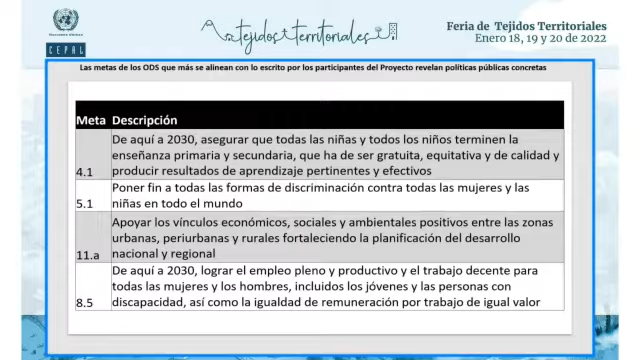 Naciones Unidas
CEPAL
tejidos territoriales
Feria de Tejidos Territoriales
Enero 18, 19 y 20 de 2022
Las metas de los ODS que más se alinean con lo escrito por los participantes del Proyecto revelan políticas públicas concretas
Meta Descripción
De aquí a 2030, asegurar que todas las niñas y todos los niños terminen la
enseñanza primaria y secundaria, que ha de ser gratuita, equitativa y de calidad y
4.1 producir resultados de aprendizaje pertinentes y efectivos
Poner fin a todas las formas de discriminación contra todas las mujeres y las
5.1 niñas en todo el mundo
Apoyar los vínculos económicos, sociales y ambientales positivos entre las zonas
urbanas, periurbanas y rurales fortaleciendo la planificación del desarrollo
11.a nacional y regional
De aquí a 2030, lograr el empleo pleno y productivo y el trabajo decente para
todas las mujeres y los hombres, incluidos los jóvenes y las personas con
8.5 discapacidad, así como la igualdad de remuneración por trabajo de igual valor